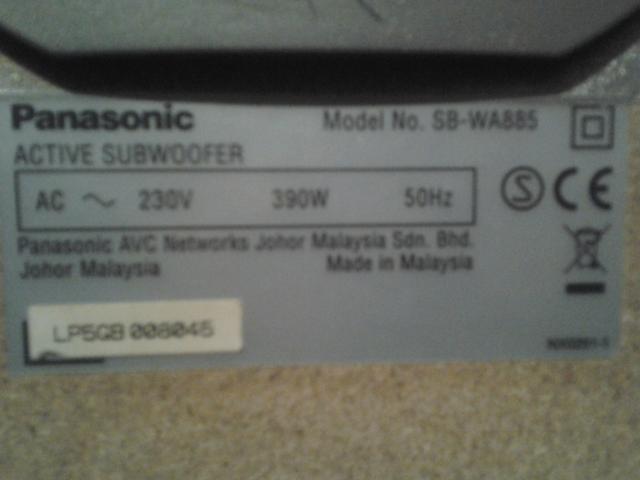 Panasonic Model No. SB-WA885
ACTIVE SUBWOOFER
AC ~ 230V 390W 50Hz
S CE
Panasonic AVC Networks Johor Malaysia Sdn. Bhd.
Johor Malaysia Made in Malaysia
LP5GB 008045